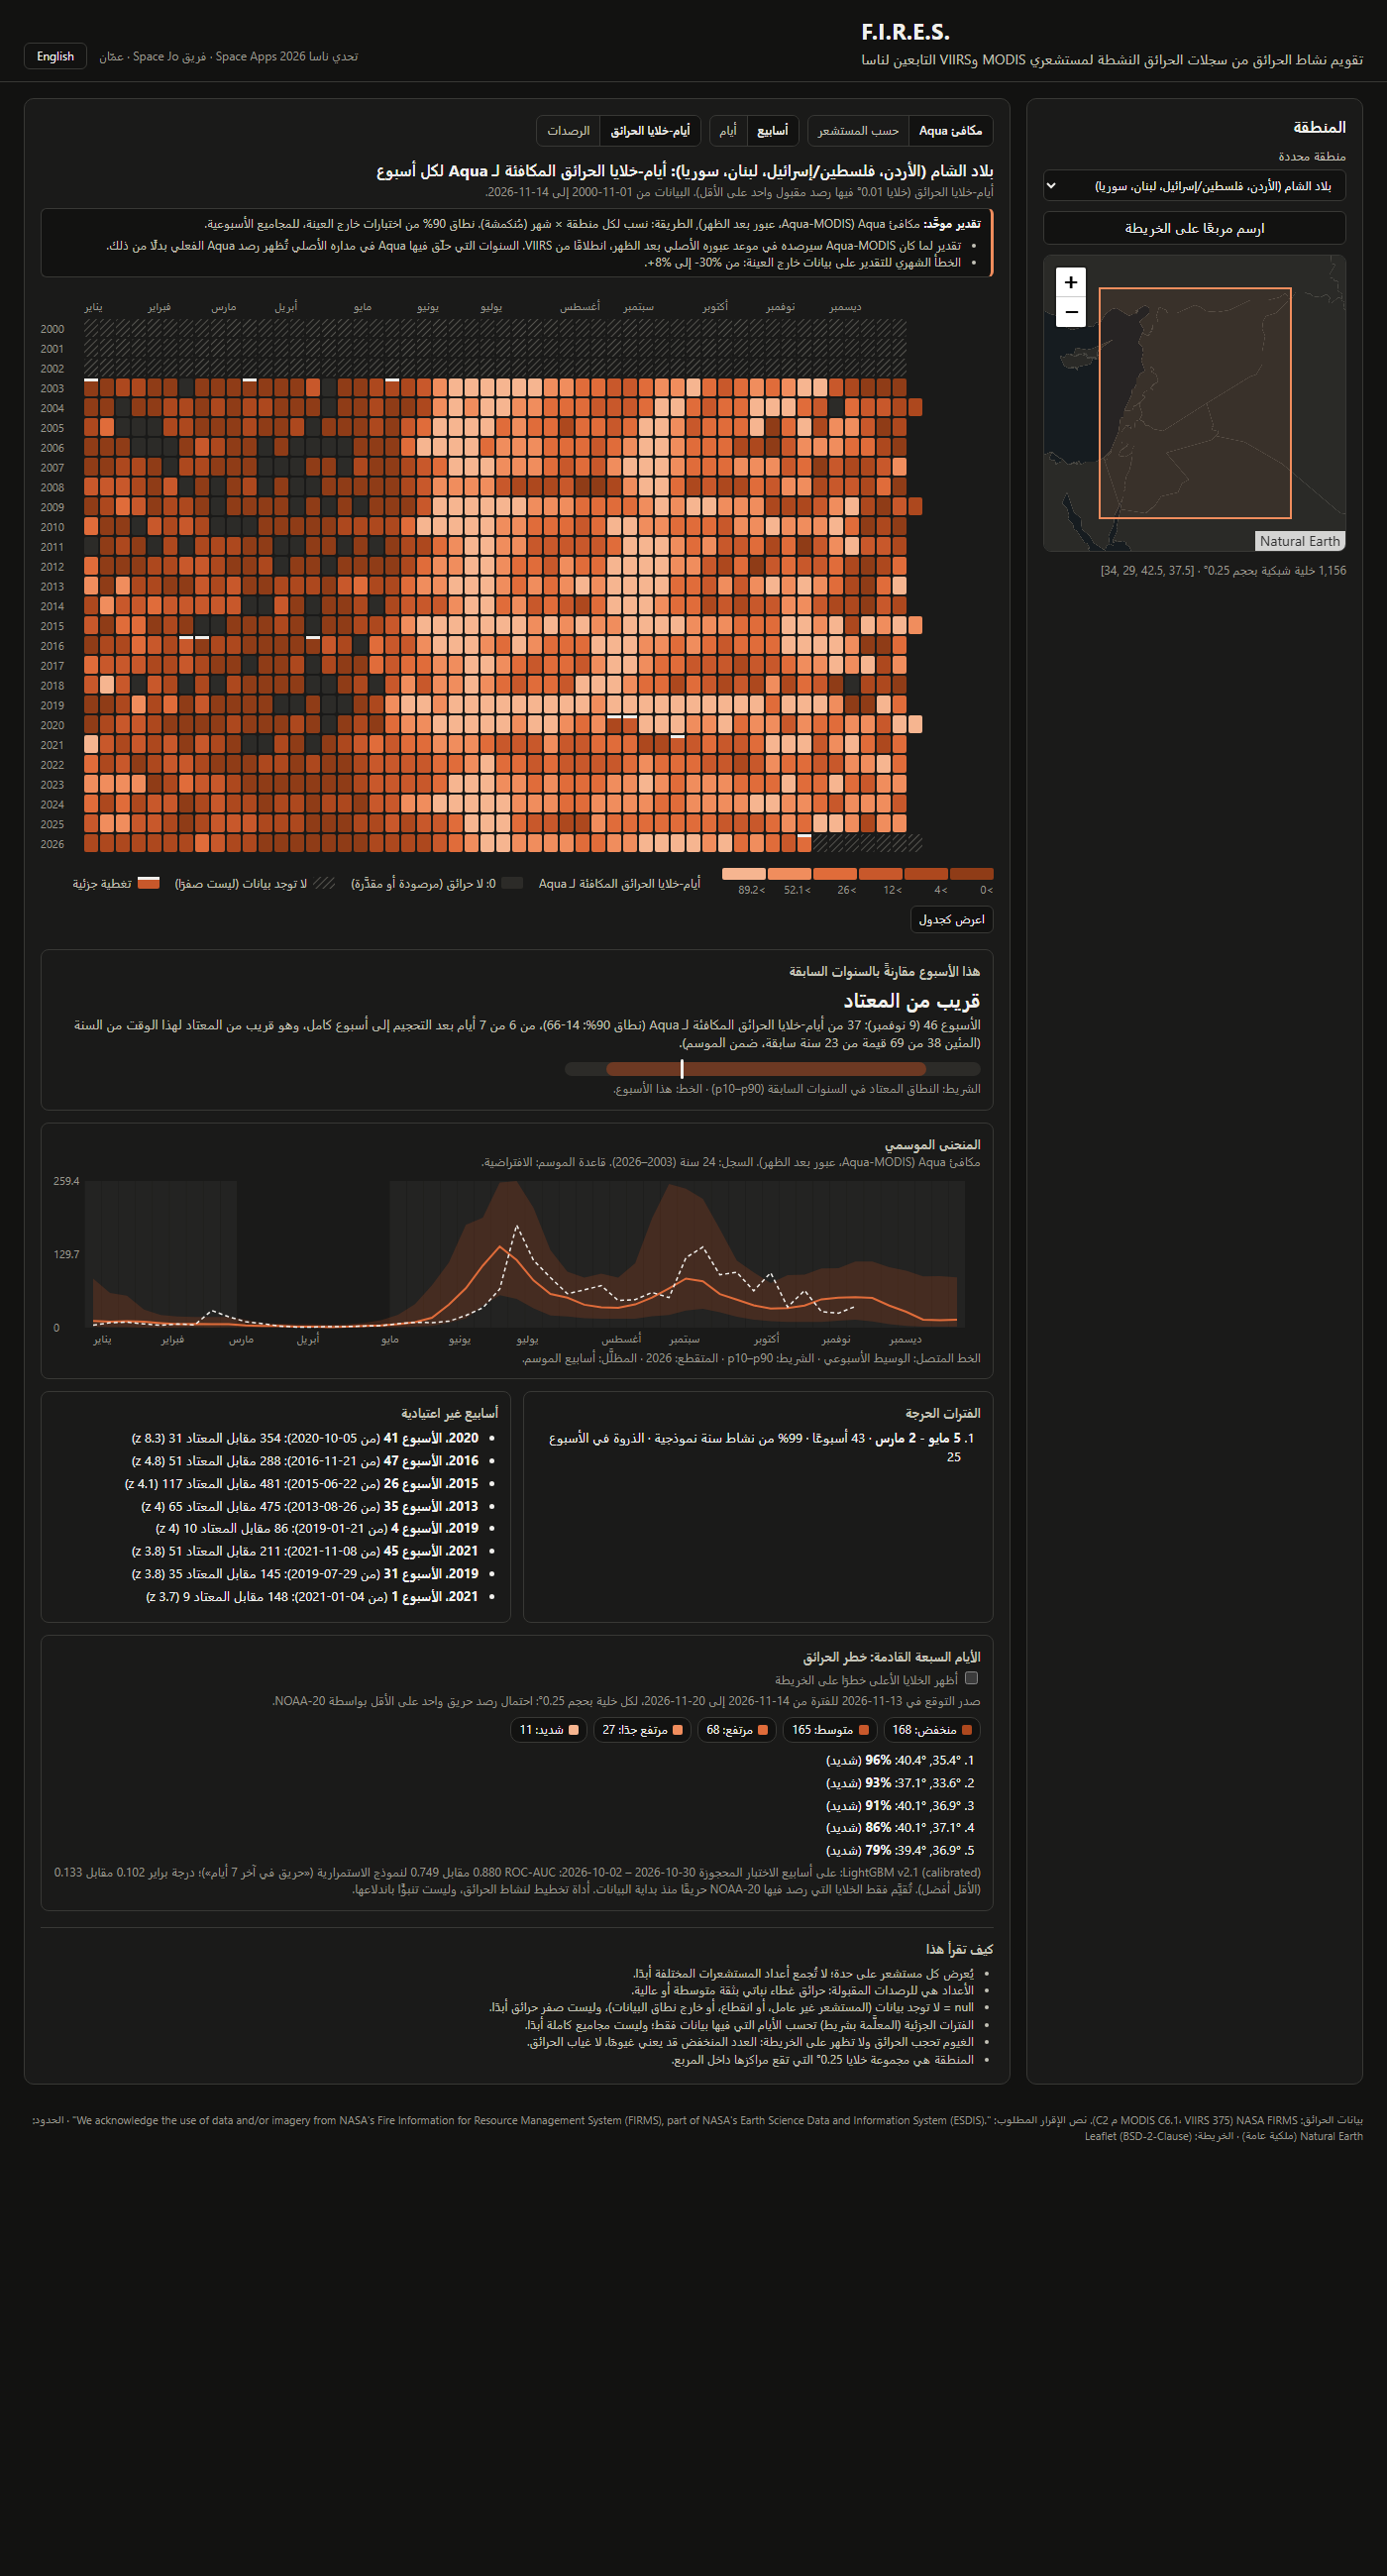 F.I.R.E.S.
تقويم نشاط الحرائق من سجلات الحرائق النشطة لمستشعري MODIS وVIIRS التابعين لناسا
تحدي ناسا Space Apps 2026 · فريق Space Jo · عمّان
English
المنطقة
منطقة محددة
بلاد الشام (الأردن، فلسطين/إسرائيل، لبنان، سوريا)
ارسم مربعًا على الخريطة
+
−
Natural Earth
1,156 خلية شبكية بحجم 0.25° · [34, 29, 42.5, 37.5]
مكافئ Aqua
حسب المستشعر
أسابيع
أيام
أيام-خلايا الحرائق
الرصدات
بلاد الشام (الأردن، فلسطين/إسرائيل، لبنان، سوريا): أيام-خلايا الحرائق المكافئة لـ Aqua لكل أسبوع
أيام-خلايا الحرائق (خلايا 0.01° فيها رصد مقبول واحد على الأقل). البيانات من 01-11-2000 إلى 14-11-2026.
تقدير موحَّد: مكافئ Aqua (Aqua-MODIS، عبور بعد الظهر). الطريقة: نسب لكل منطقة × شهر (مُنكمشة). نطاق 90% من اختبارات خارج العينة، للمجاميع الأسبوعية.
• تقدير لما كان Aqua-MODIS سيرصده في موعد عبوره الأصلي بعد الظهر، انطلاقًا من VIIRS. السنوات التي حلّق فيها Aqua في مداره الأصلي تُظهر رصد Aqua الفعلي بدلًا من ذلك.
• الخطأ الشهري للتقدير على بيانات خارج العينة: من 30%- إلى 8%+.
يناير فبراير مارس أبريل مايو يونيو يوليو أغسطس سبتمبر أكتوبر نوفمبر ديسمبر
2000
2001
2002
2003
2004
2005
2006
2007
2008
2009
2010
2011
2012
2013
2014
2015
2016
2017
2018
2019
2020
2021
2022
2023
2024
2025
2026
>0 >4 >12 >26 >52.1 >89.2
أيام-خلايا الحرائق المكافئة لـ Aqua
0: لا حرائق (مرصودة أو مقدَّرة)
لا توجد بيانات (ليست صفرًا)
تغطية جزئية
اعرض كجدول
هذا الأسبوع مقارنةً بالسنوات السابقة
قريب من المعتاد
الأسبوع 46 (9 نوفمبر): 37 من أيام-خلايا الحرائق المكافئة لـ Aqua (نطاق 90%: 14-66)، من 6 من 7 أيام بعد التحجيم إلى أسبوع كامل، وهو قريب من المعتاد لهذا الوقت من السنة
(المئين 38 من 69 قيمة من 23 سنة سابقة، ضمن الموسم).
الشريط: النطاق المعتاد في السنوات السابقة (p10–p90) · الخط: هذا الأسبوع.
المنحنى الموسمي
مكافئ Aqua (Aqua-MODIS، عبور بعد الظهر). السجل: 24 سنة (2003–2026). قاعدة الموسم: الافتراضية.
259.4
129.7
0
يناير فبراير مارس أبريل مايو يونيو يوليو أغسطس سبتمبر أكتوبر نوفمبر ديسمبر
الخط المتصل: الوسيط الأسبوعي · الشريط: p10–p90 · المتقطع: 2026 · المظلَّل: أسابيع الموسم.
الفترات الحرجة
1. 5 مايو - 2 مارس · 43 أسبوعًا · 99% من نشاط سنة نموذجية · الذروة في الأسبوع
25
أسابيع غير اعتيادية
• 2020، الأسبوع 41 (من 05-10-2020): 354 مقابل المعتاد 31 (z 8.3)
• 2016، الأسبوع 47 (من 21-11-2016): 288 مقابل المعتاد 51 (z 4.8)
• 2015، الأسبوع 26 (من 22-06-2015): 481 مقابل المعتاد 117 (z 4.1)
• 2013، الأسبوع 35 (من 26-08-2013): 475 مقابل المعتاد 65 (z 4)
• 2019، الأسبوع 4 (من 21-01-2019): 86 مقابل المعتاد 10 (z 4)
• 2021، الأسبوع 45 (من 08-11-2021): 211 مقابل المعتاد 51 (z 3.8)
• 2019، الأسبوع 31 (من 29-07-2019): 145 مقابل المعتاد 35 (z 3.8)
• 2021، الأسبوع 1 (من 04-01-2021): 148 مقابل المعتاد 9 (z 3.7)
الأيام السبعة القادمة: خطر الحرائق
أظهر الخلايا الأعلى خطرًا على الخريطة
صدر التوقع في 13-11-2026 للفترة من 14-11-2026 إلى 20-11-2026، لكل خلية بحجم 0.25°: احتمال رصد حريق واحد على الأقل بواسطة NOAA-20.
منخفض: 168
متوسط: 165
مرتفع: 68
مرتفع جدًا: 27
شديد: 11
1. 35.4°, 40.4°: 96% (شديد)
2. 33.6°, 37.1°: 93% (شديد)
3. 36.9°, 40.1°: 91% (شديد)
4. 37.1°, 40.1°: 86% (شديد)
5. 36.9°, 39.4°: 79% (شديد)
LightGBM v2.1 (calibrated): على أسابيع الاختبار المحجوزة 30-10-2026 – 02-10-2026: ROC-AUC 0.880 مقابل 0.749 لنموذج الاستمرارية («حريق في آخر 7 أيام»)؛ درجة براير 0.102 مقابل 0.133
(الأقل أفضل). تُقيَّم فقط الخلايا التي رصد فيها NOAA-20 حريقًا منذ بداية البيانات. أداة تخطيط لنشاط الحرائق، وليست تنبؤًا باندلاعها.
كيف تقرأ هذا
• يُعرض كل مستشعر على حدة؛ لا تُجمع أعداد المستشعرات المختلفة أبدًا.
• الأعداد هي للرصدات المقبولة: حرائق غطاء نباتي بثقة متوسطة أو عالية.
• null = لا توجد بيانات (المستشعر غير عامل، أو انقطاع، أو خارج نطاق البيانات)، وليست صفر حرائق أبدًا.
• الفترات الجزئية (المعلَّمة بشريط) تحسب الأيام التي فيها بيانات فقط؛ وليست مجاميع كاملة أبدًا.
• الغيوم تحجب الحرائق ولا تظهر على الخريطة: العدد المنخفض قد يعني غيومًا، لا غياب الحرائق.
• المنطقة هي مجموعة خلايا 0.25° التي تقع مراكزها داخل المربع.
بيانات الحرائق: NASA FIRMS (MODIS C6.1، VIIRS 375 م C2). نص الإقرار المطلوب: "We acknowledge the use of data and/or imagery from NASA's Fire Information for Resource Management System (FIRMS), part of NASA's Earth Science Data and Information System (ESDIS)." · الحدود:
Natural Earth (ملكية عامة) · الخريطة: Leaflet (BSD-2-Clause)